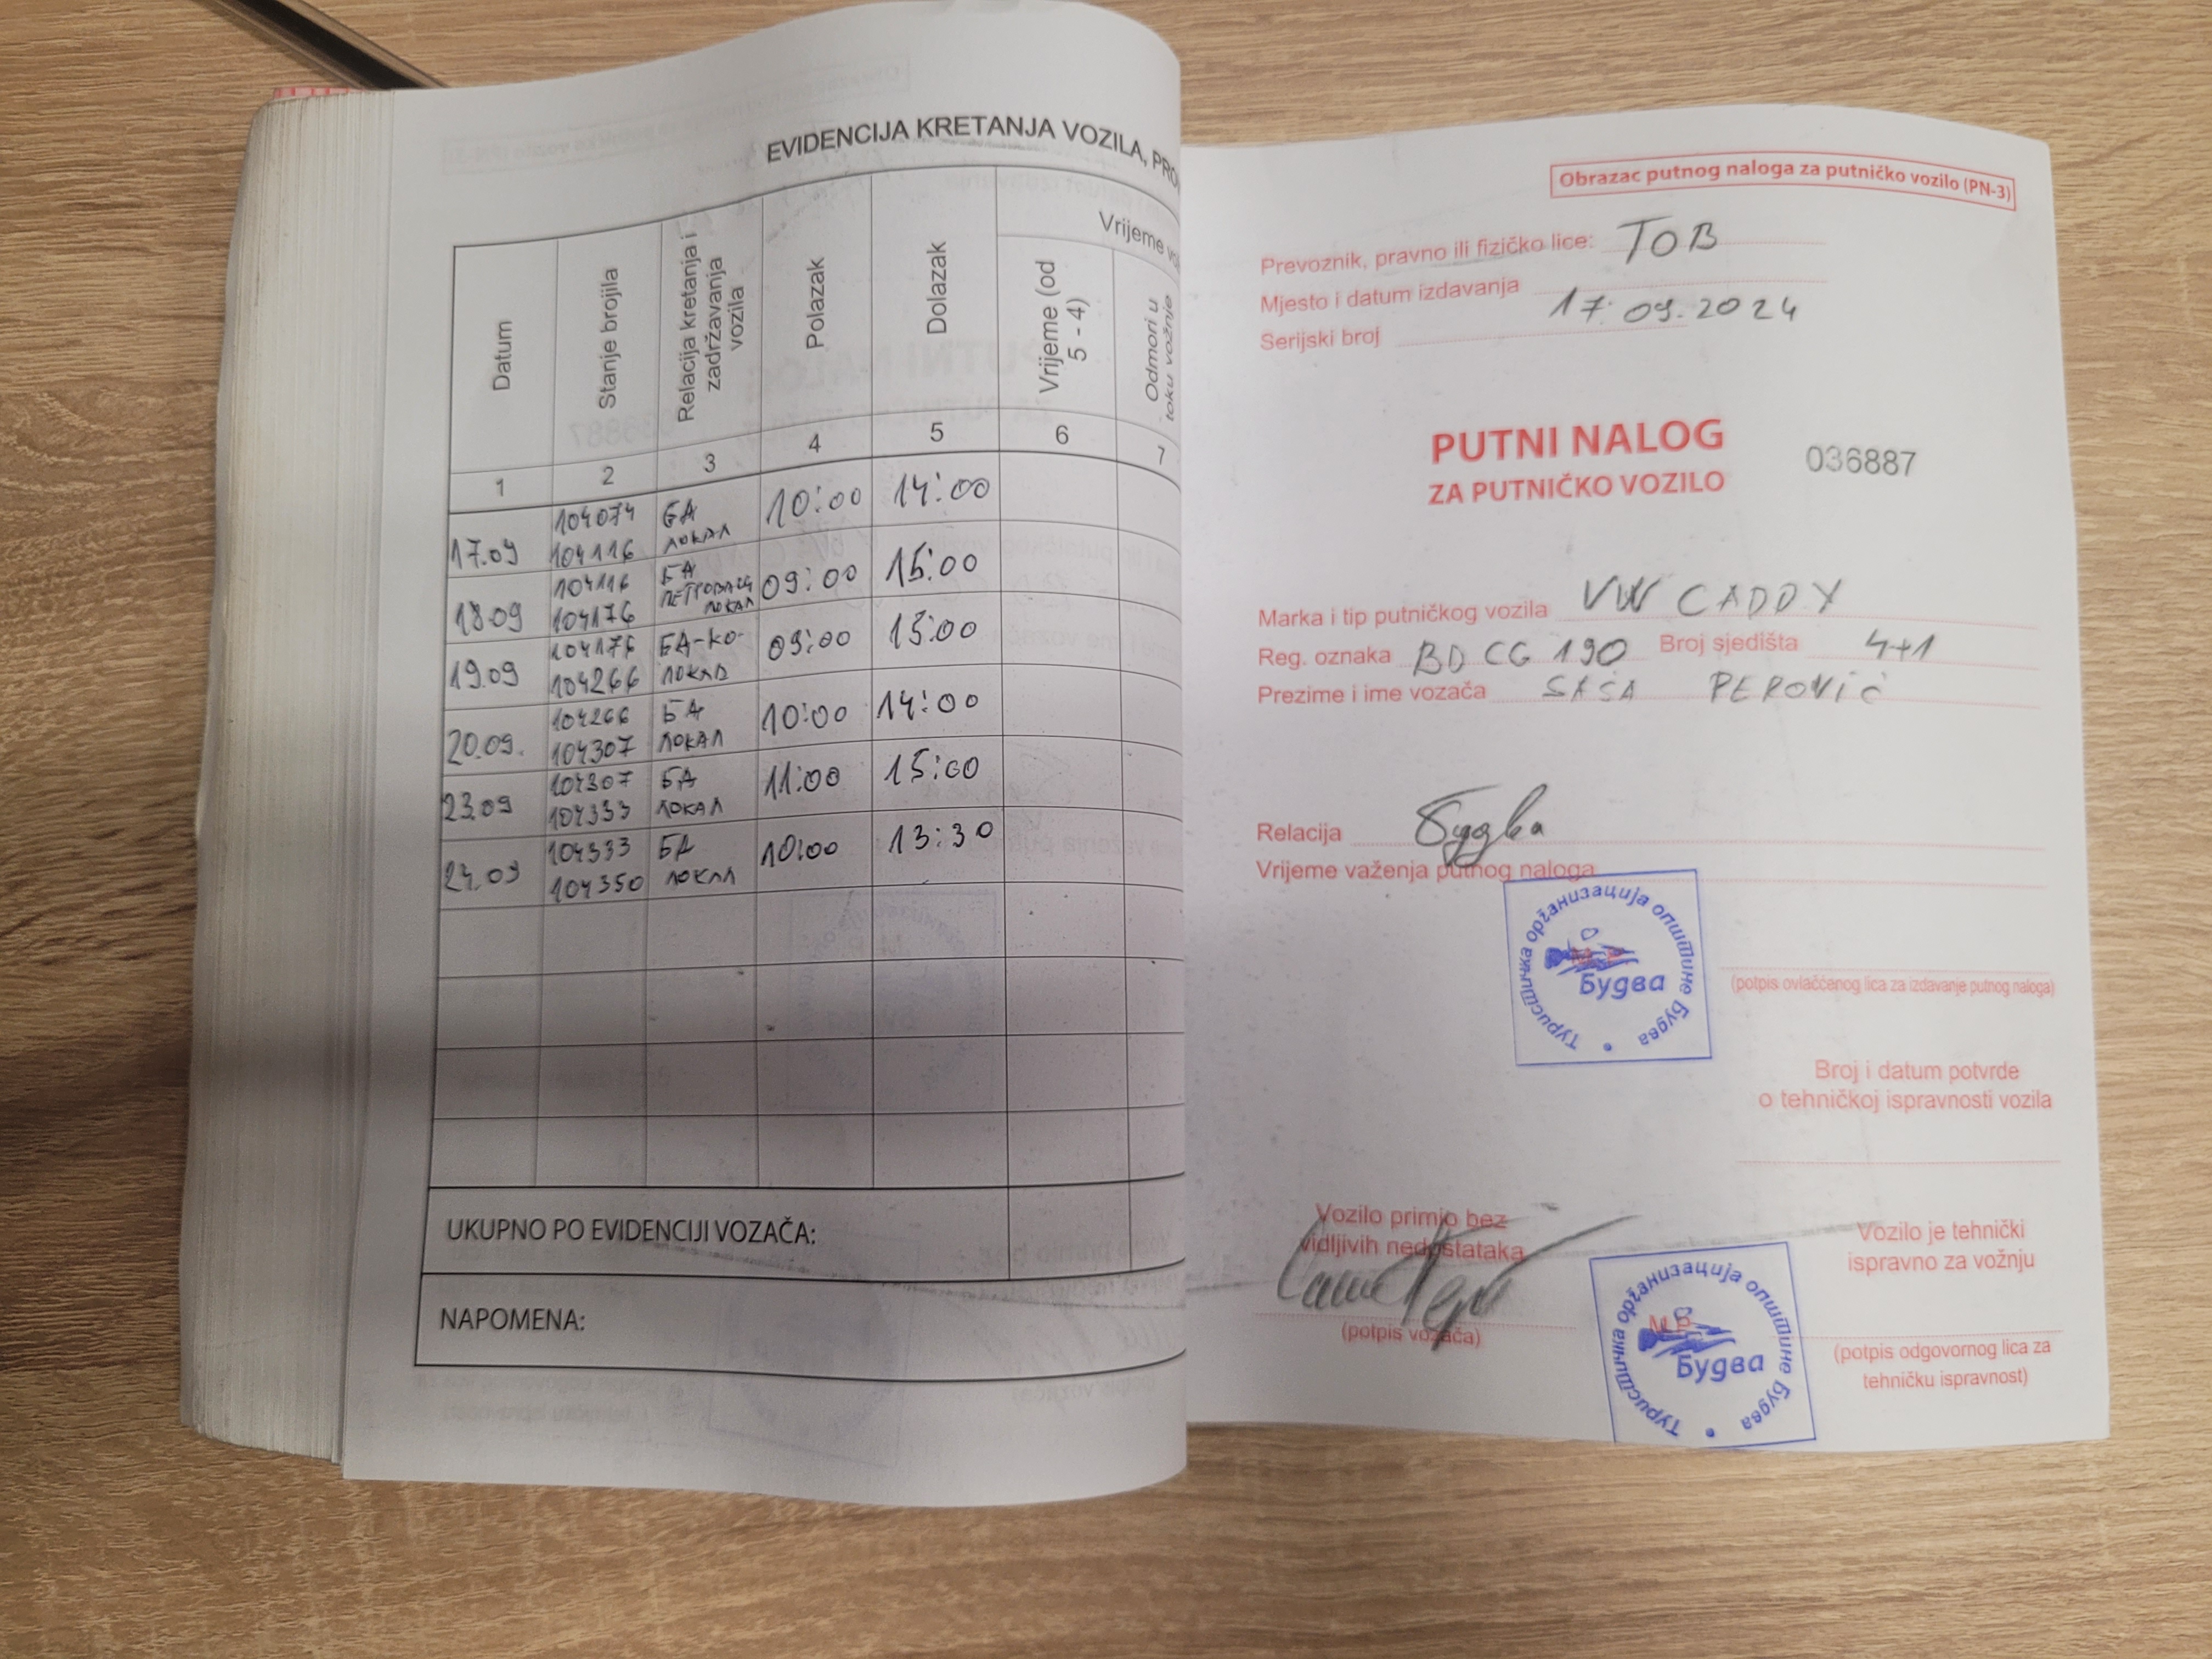 EVIDENCIJA KRETANJA VOZILA,
Datum
Stanje brojila
Relacija kretanja i zadržavanja vozila
Polazak
Dolazak
Vrijeme
Vrijeme (od 5 - 4)
Odmori u toku vožnje
1 2 3 4 5 6 7
17.09 104074 104116 БА ЛОКАЛ 10:00 14:00
18.09 104116 104176 БА ЛОКАЛ 09:00 15:00
19.09 104176 104266 БА-КО- ЛОКАЛ 09:00 15:00
20.09. 104266 104307 БА ЛОКАЛ 10:00 14:00
23.09 104307 104333 БА ЛОКАЛ 11:00 15:00
24.09 104333 104350 БА ЛОКАЛ 10:00 13:30
UKUPNO PO EVIDENCIJI VOZAČA:
NAPOMENA:
Obrazac putnog naloga za putničko vozilo (PN-3)
Prevoznik, pravno ili fizičko lice: TOB
Mjesto i datum izdavanja 17.09.2024
Serijski broj
PUTNI NALOG
036887
ZA PUTNIČKO VOZILO
Marka i tip putničkog vozila VW CADDY
Reg. oznaka BD CG 190 Broj sjedišta 4+1
Prezime i ime vozača SAŠA PEROVIĆ
Relacija Будва
Vrijeme važenja putnog naloga
Туристичка организација општине Будва
Будва
(potpis ovlaščenog lica za izdavanje putnog naloga)
Broj i datum potvrde
o tehničkoj ispravnosti vozila
Vozilo primio bez
vidljivih nedostataka
(potpis vozača)
Туристичка организација општине Будва
M.P.
Будва
Vozilo je tehnički
ispravno za vožnju
(potpis odgovornog lica za
tehničku ispravnost)